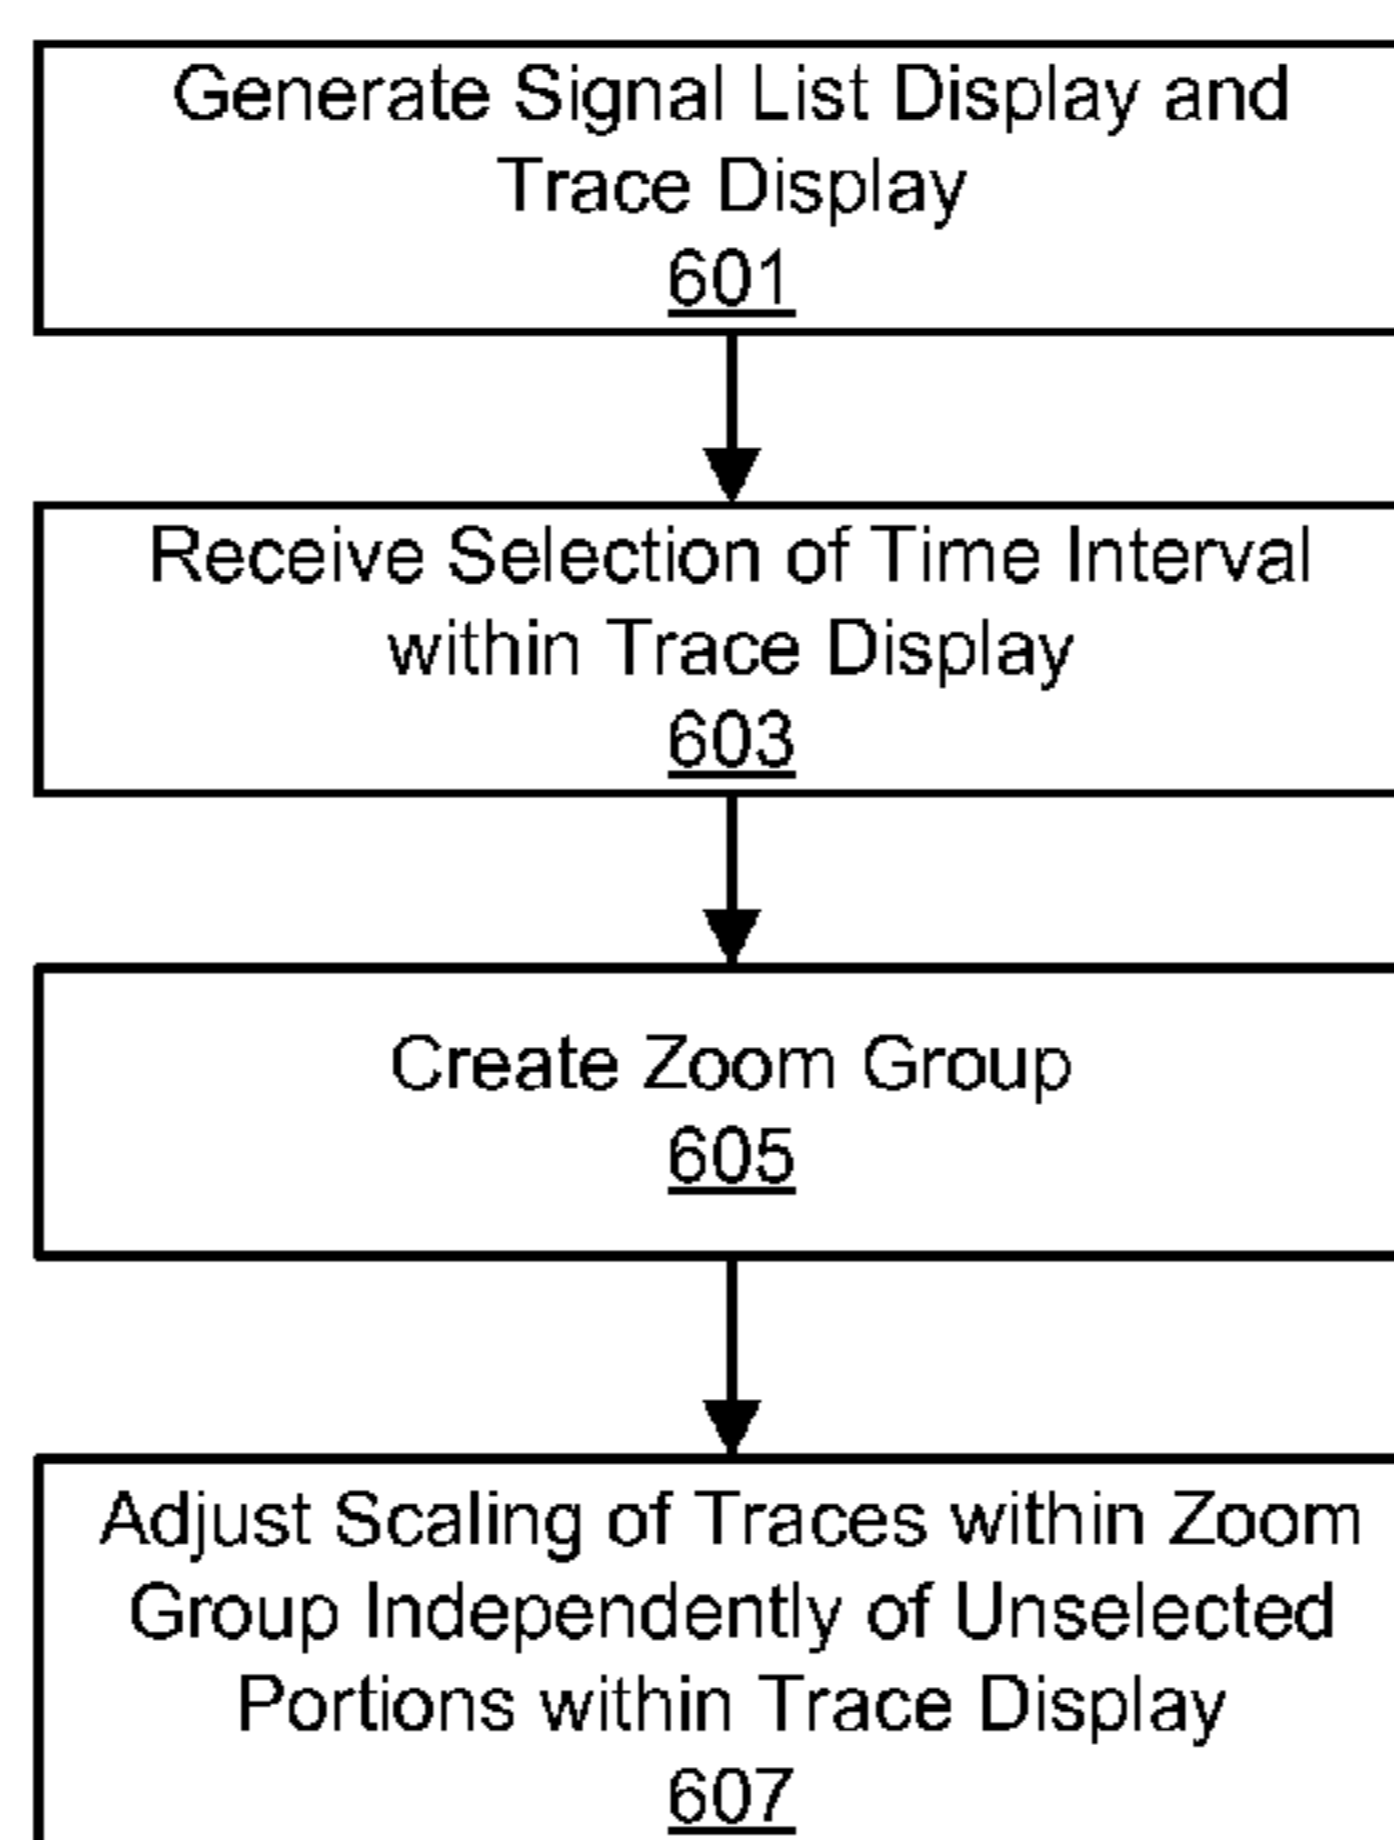 Generate Signal List Display and
Trace Display
601
Receive Selection of Time Interval
within Trace Display
603
Create Zoom Group
605
Adjust Scaling of Traces within Zoom
Group Independently of Unselected
Portions within Trace Display
607